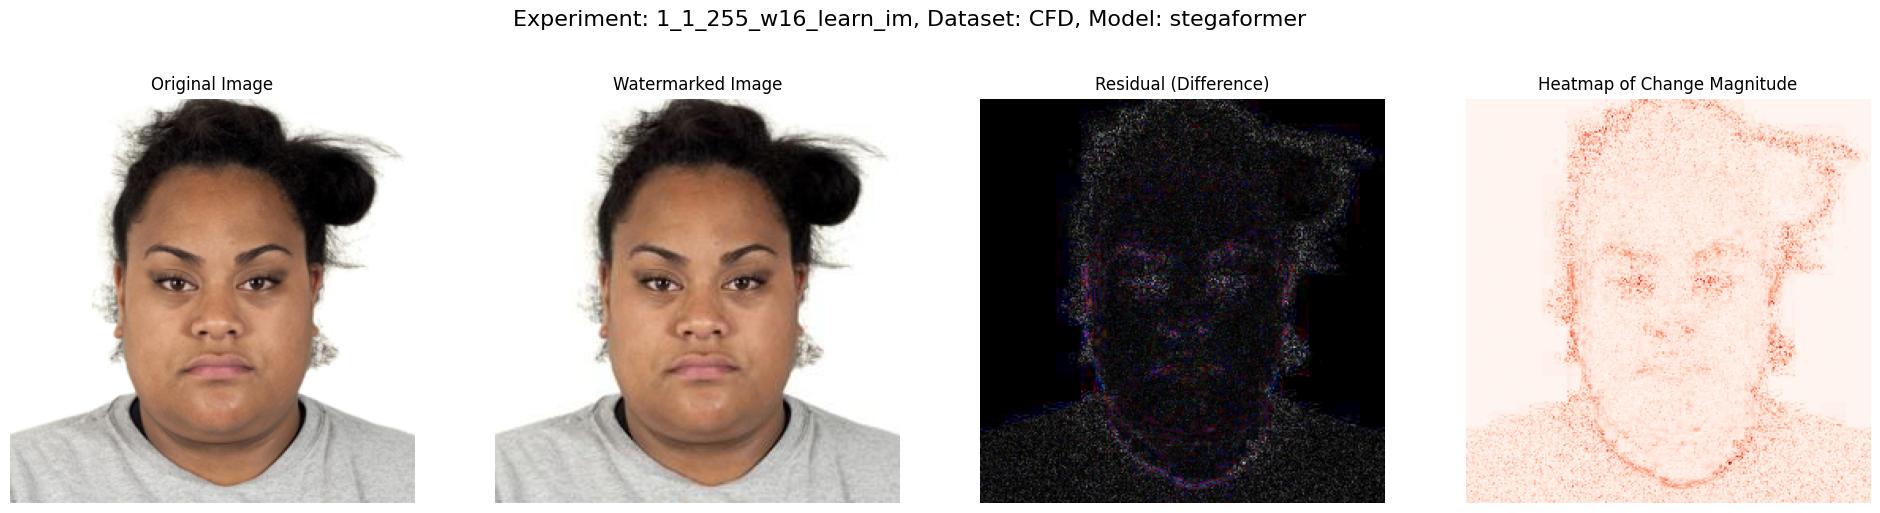 Experiment: 1_1_255_w16_learn_im, Dataset: CFD, Model: stegaformer
Original Image
Watermarked Image
Residual (Difference)
Heatmap of Change Magnitude